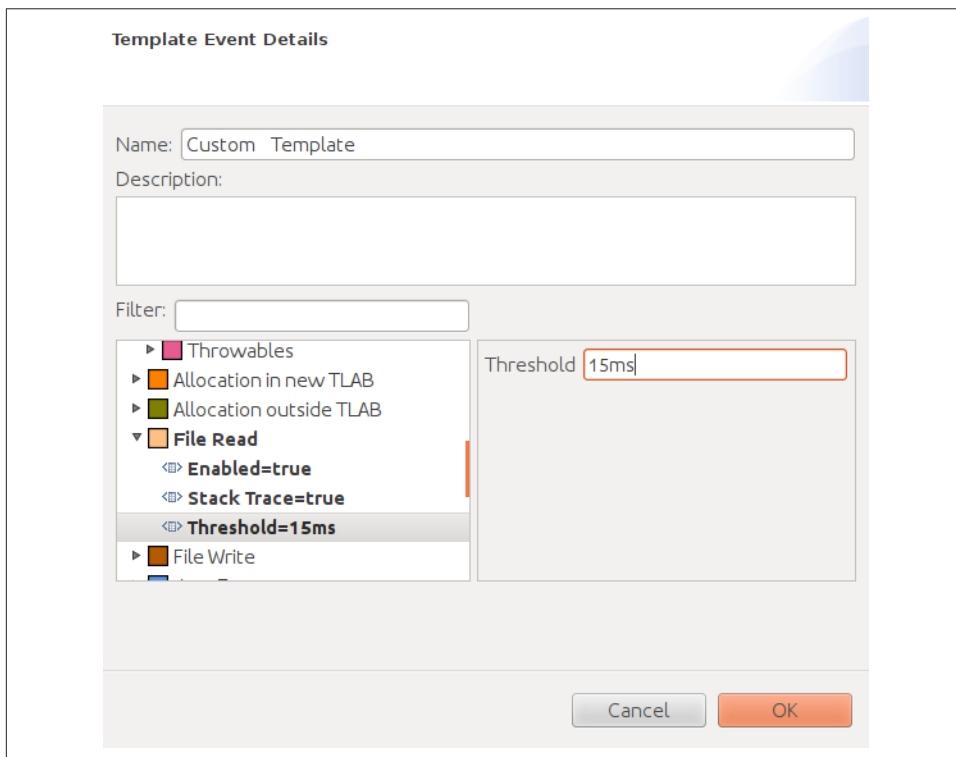 Template Event Details
Name: Custom Template
Description:
Filter:
Throwables
Allocation in new TLAB
Allocation outside TLAB
File Read
Enabled=true
Stack Trace=true
Threshold=15ms
File Write
Threshold 15ms
Cancel
OK